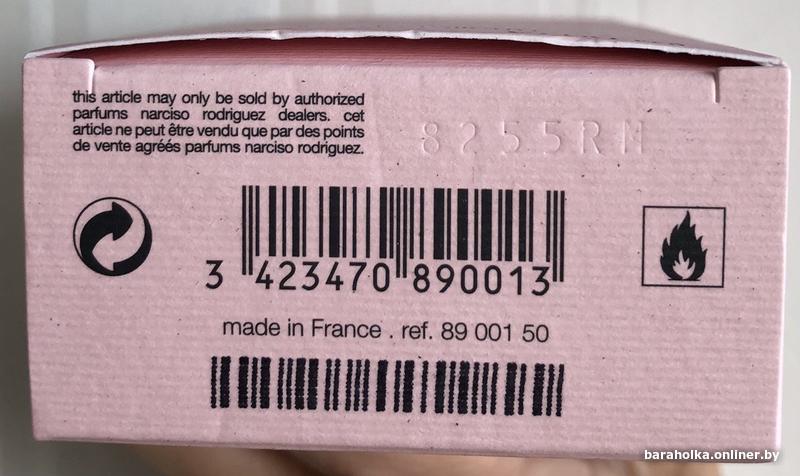 this article may only be sold by authorized
parfums narciso rodriguez dealers. cet
article ne peut être vendu que par des points
de vente agréés parfums narciso rodriguez.
8255RN
3 423470 890013
made in France . ref. 89 001 50
baraholka.onliner.by